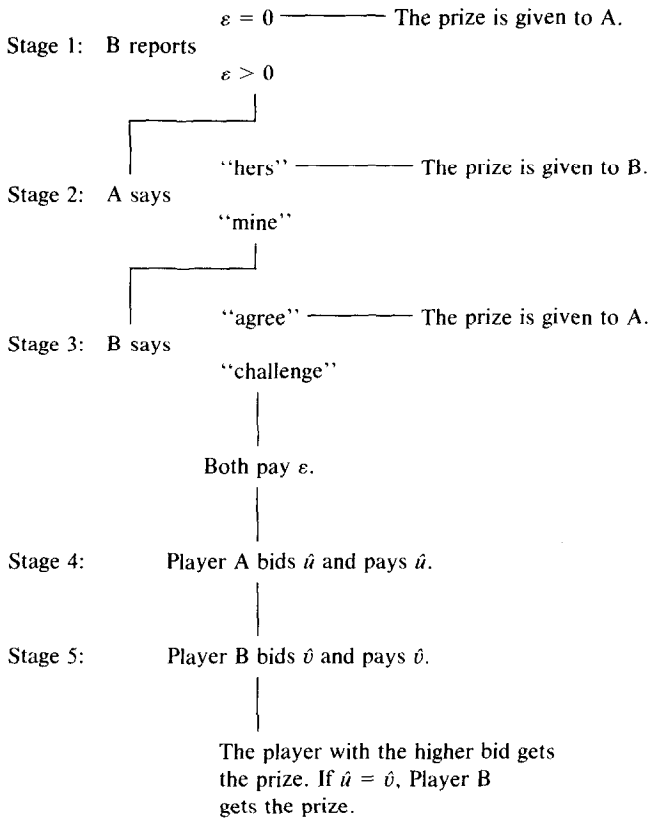 ε = 0 The prize is given to A.
Stage 1: B reports
ε > 0
“hers” The prize is given to B.
Stage 2: A says
“mine”
“agree” The prize is given to A.
Stage 3: B says
“challenge”
Both pay ε.
Stage 4: Player A bids û and pays û.
Stage 5: Player B bids v̂ and pays v̂.
The player with the higher bid gets
the prize. If û = v̂, Player B
gets the prize.